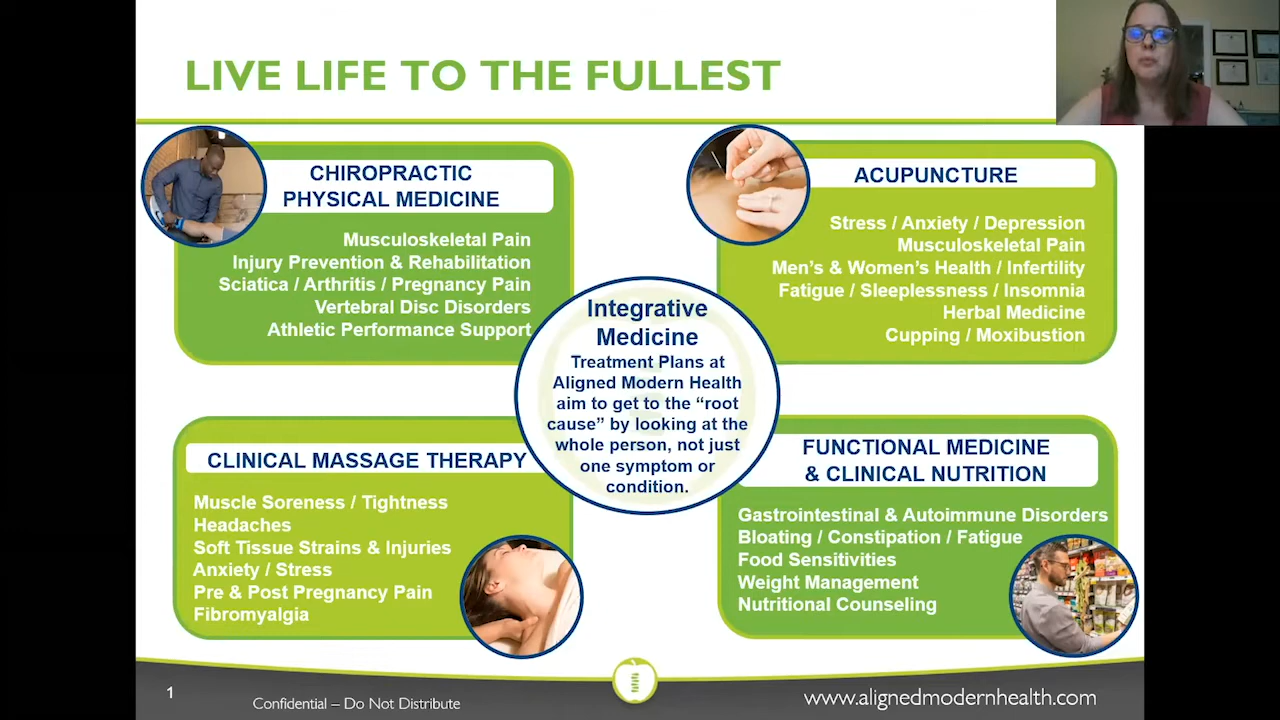 LIVE LIFE TO THE FULLEST
CHIROPRACTIC
PHYSICAL MEDICINE
Musculoskeletal Pain
Injury Prevention & Rehabilitation
Sciatica / Arthritis / Pregnancy Pain
Vertebral Disc Disorders
Athletic Performance Support
ACUPUNCTURE
Stress / Anxiety / Depression
Musculoskeletal Pain
Men’s & Women’s Health / Infertility
Fatigue / Sleeplessness / Insomnia
Herbal Medicine
Cupping / Moxibustion
Integrative
Medicine
Treatment Plans at
Aligned Modern Health
aim to get to the “root
cause” by looking at the
whole person, not just
one symptom or
condition.
CLINICAL MASSAGE THERAPY
Muscle Soreness / Tightness
Headaches
Soft Tissue Strains & Injuries
Anxiety / Stress
Pre & Post Pregnancy Pain
Fibromyalgia
FUNCTIONAL MEDICINE
& CLINICAL NUTRITION
Gastrointestinal & Autoimmune Disorders
Bloating / Constipation / Fatigue
Food Sensitivities
Weight Management
Nutritional Counseling
1
Confidential – Do Not Distribute
www.alignedmodernhealth.com